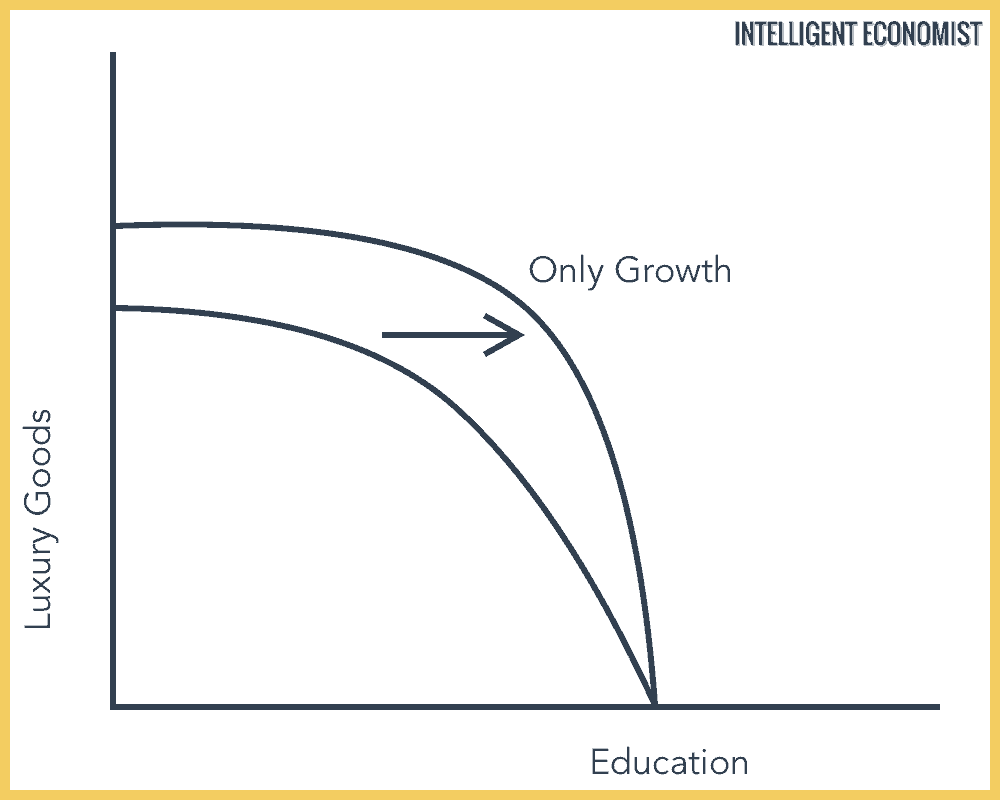 INTELLIGENT ECONOMIST
Only Growth
Luxury Goods
Education